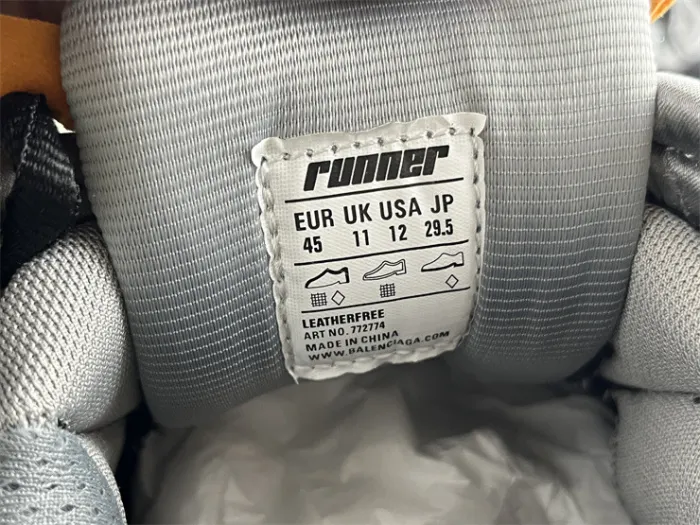 runner
EUR UK USA JP
45 11 12 29.5
LEATHERFREE
ART NO. 772774
MADE IN CHINA
WWW.BALENCIAGA.COM